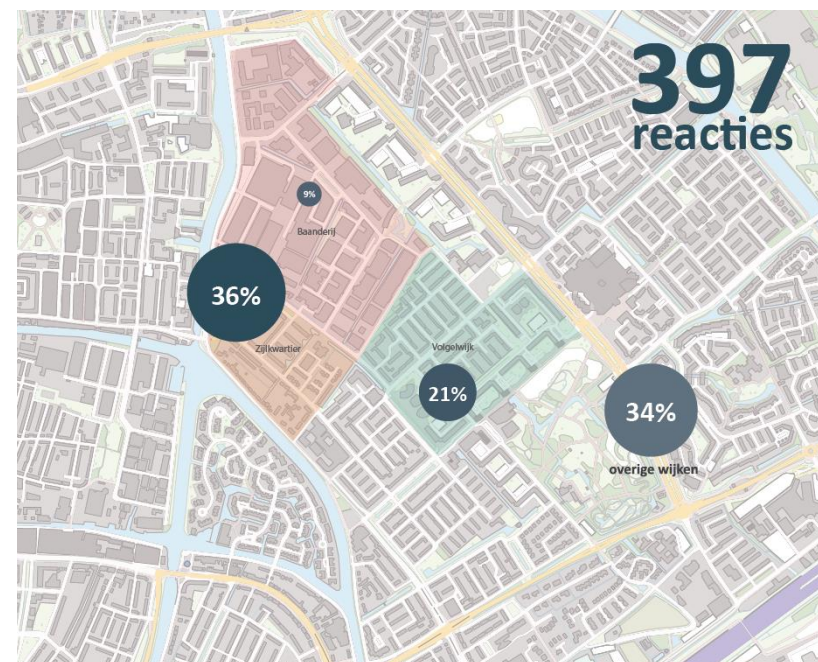 397
reacties
9%
Baanderij
36%
Zijlkwartier
Volgelwijk
21%
34%
overige wijken